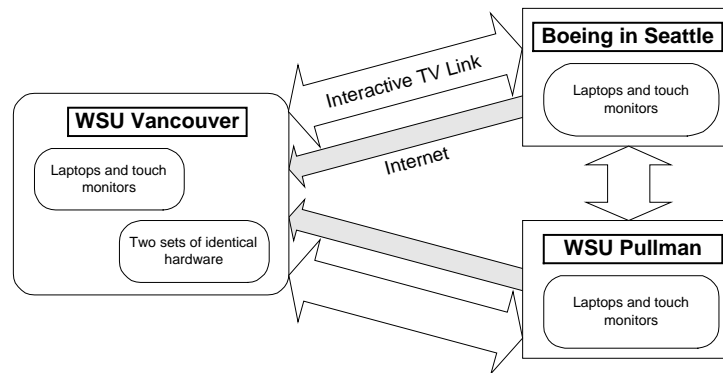 WSU Vancouver
Laptops and touch
monitors
Two sets of identical
hardware
Interactive TV Link
Internet
Boeing in Seattle
Laptops and touch
monitors
WSU Pullman
Laptops and touch
monitors